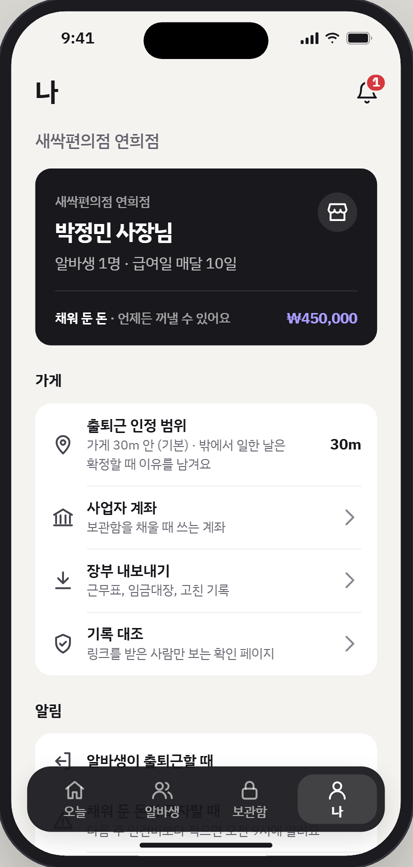 9:41
나
1
새싹편의점 연희점
새싹편의점 연희점
박정민 사장님
알바생 1명 · 급여일 매달 10일
채워 둔 돈 · 언제든 꺼낼 수 있어요
₩450,000
가게
출퇴근 인정 범위
가게 30m 안 (기본) · 밖에서 일한 날은
확정할 때 이유를 남겨요
30m
사업자 계좌
보관함을 채울 때 쓰는 계좌
장부 내보내기
근무표, 임금대장, 고친 기록
기록 대조
링크를 받은 사람만 보는 확인 페이지
알림
알바생이 출퇴근할 때
채워 둔 돈
오늘
알바생
보관함
나